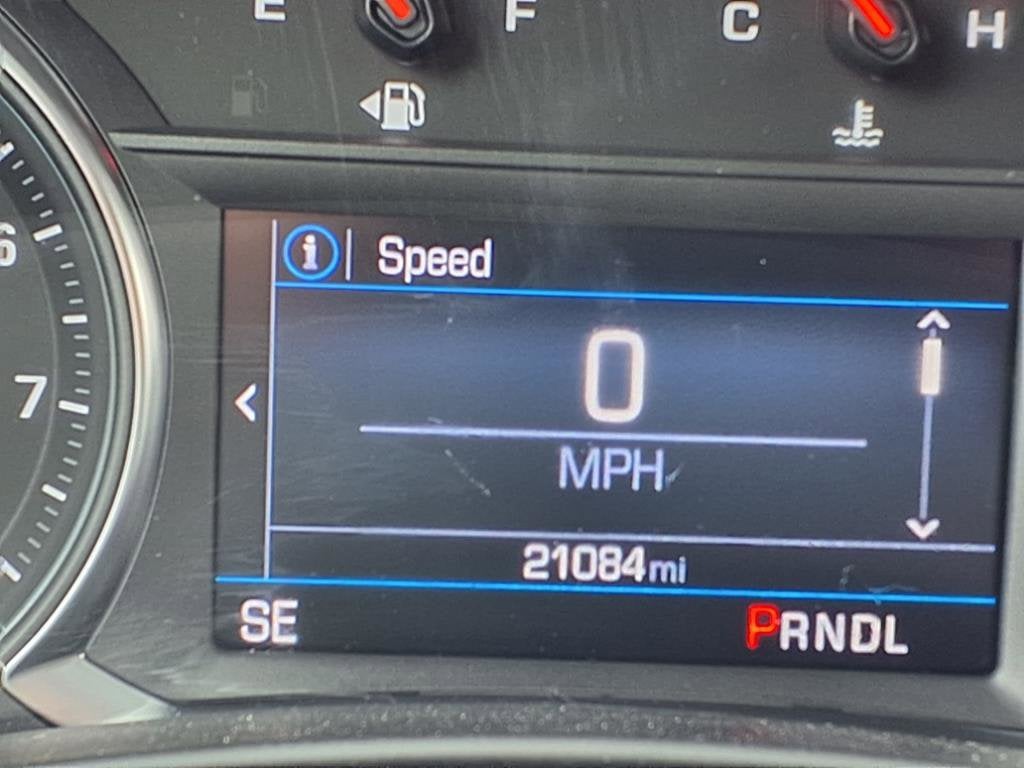 E F C H
6
Speed
7
0
MPH
21084mi
SE PRNDL